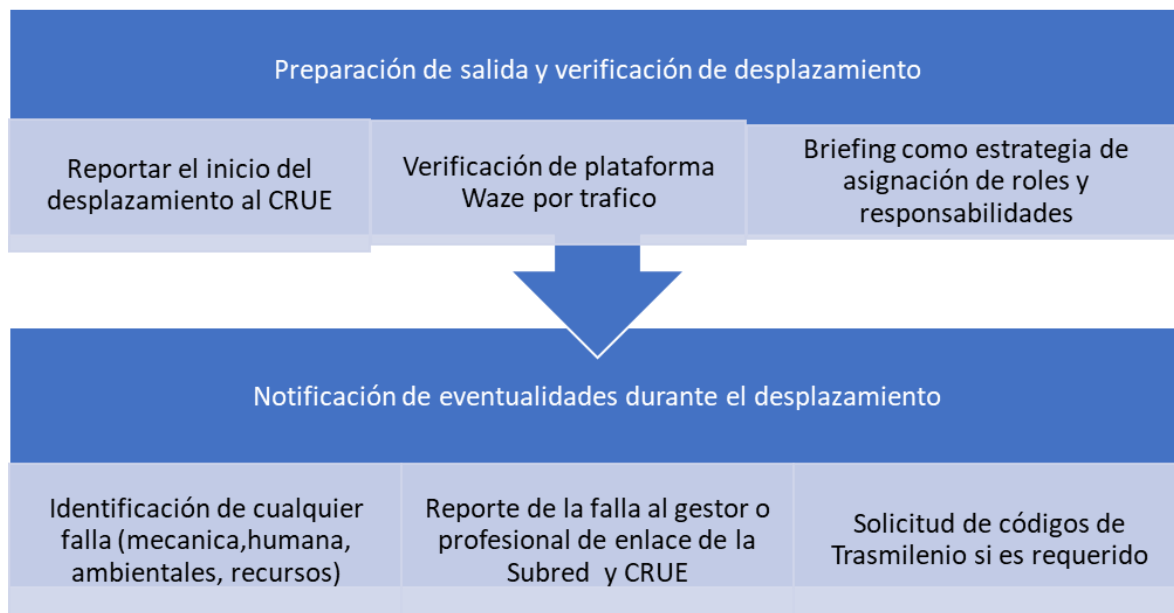 Preparación de salida y verificación de desplazamiento
Reportar el inicio del
desplazamiento al CRUE
Verificación de plataforma
Waze por trafico
Briefing como estrategia de
asignación de roles y
responsabilidades
Notificación de eventualidades durante el desplazamiento
Identificación de cualquier
falla (mecanica,humana,
ambientales, recursos)
Reporte de la falla al gestor o
profesional de enlace de la
Subred y CRUE
Solicitud de códigos de
Trasmilenio si es requerido